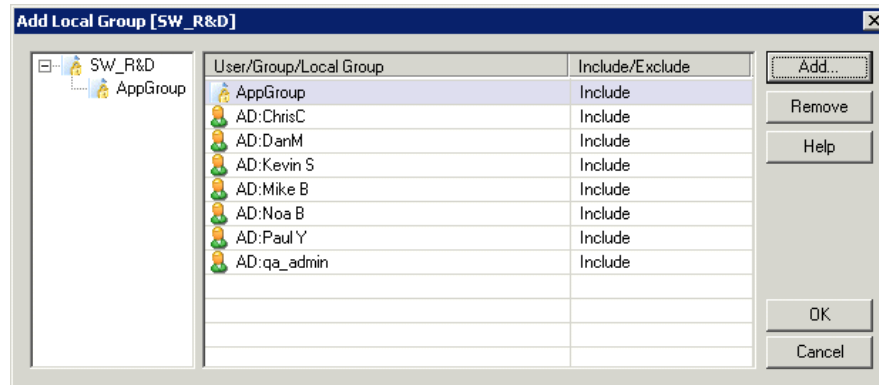 Add Local Group [SW_R&D]
SW_R&D
AppGroup
User/Group/Local Group Include/Exclude
AppGroup Include
AD:ChrisC Include
AD:DanM Include
AD:Kevin S Include
AD:Mike B Include
AD:Noa B Include
AD:Paul Y Include
AD:qa_admin Include
Add...
Remove
Help
OK
Cancel